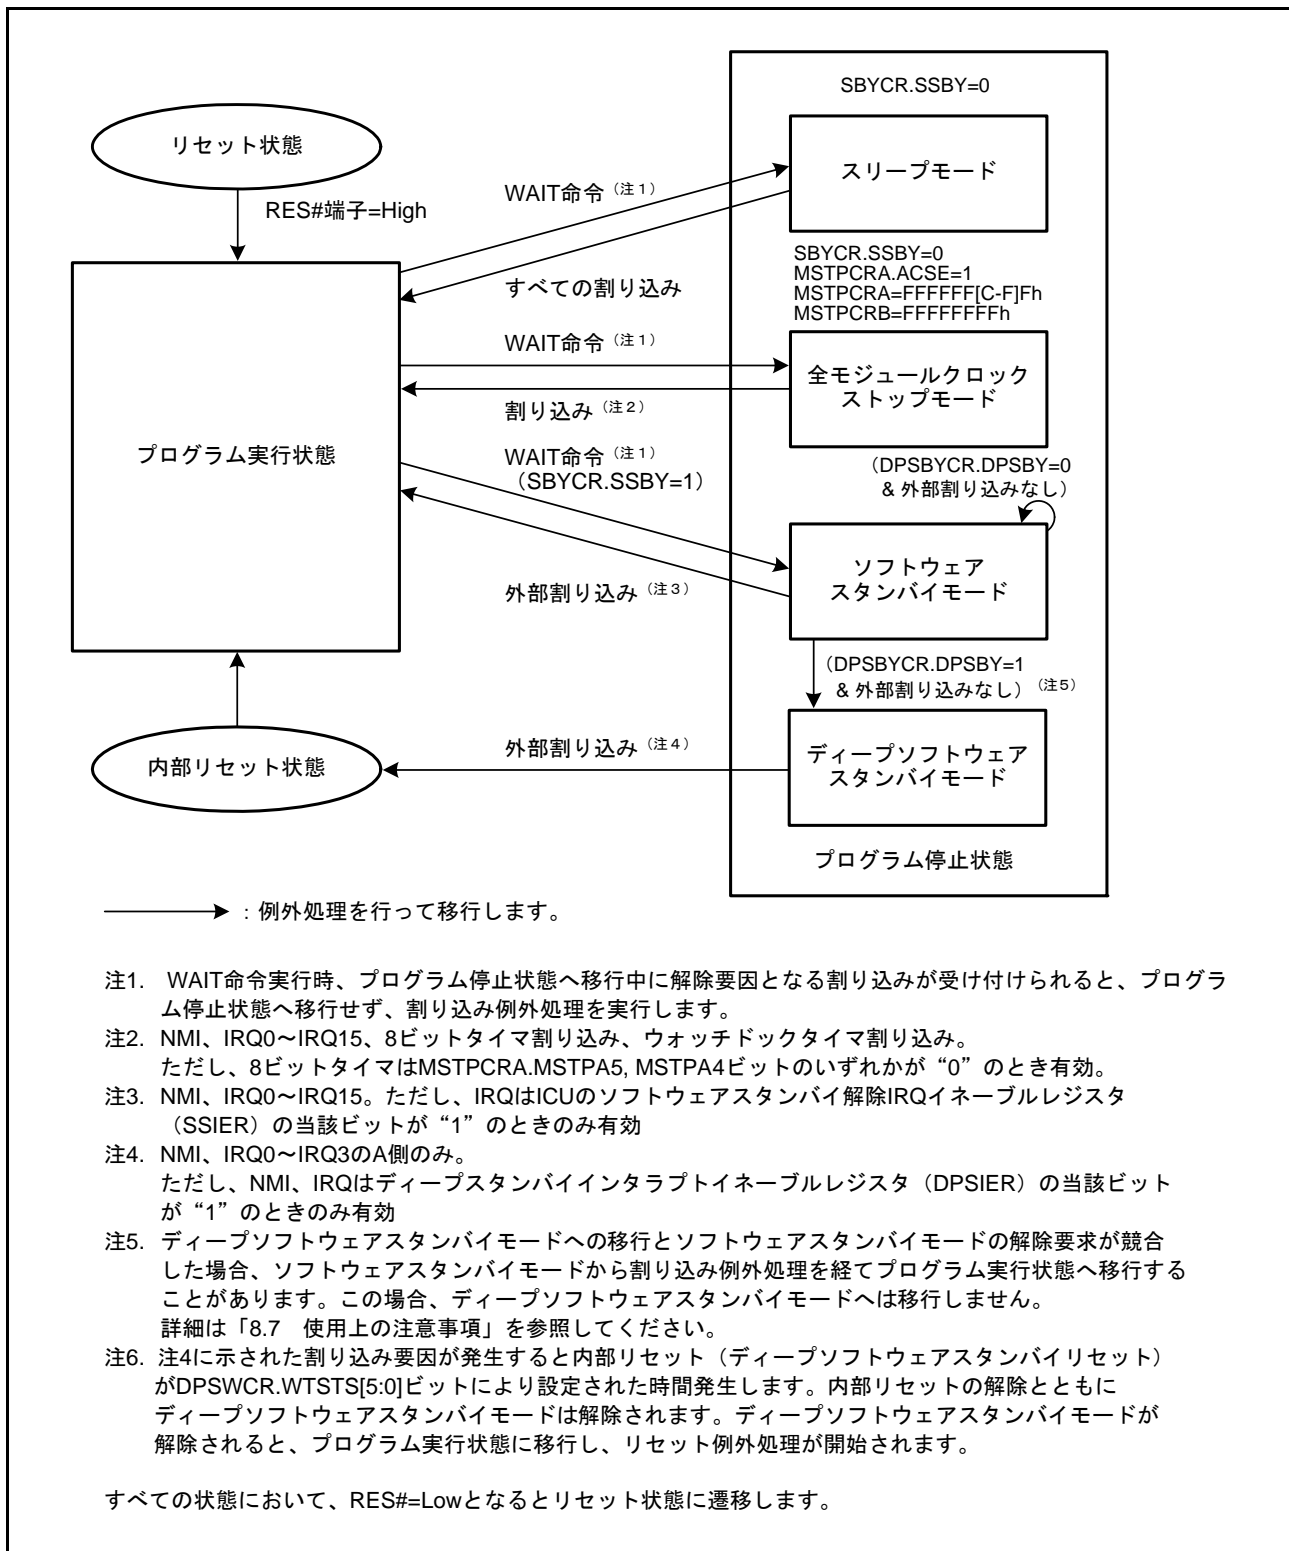 SBYCR.SSBY=0
リセット状態
スリープモード
WAIT命令（注１）
RES#端子=High
SBYCR.SSBY=0
MSTPCRA.ACSE=1
MSTPCRA=FFFFFF[C-F]Fh
MSTPCRB=FFFFFFFFh
すべての割り込み
WAIT命令（注１）
全モジュールクロック
ストップモード
割り込み（注２）
プログラム実行状態
WAIT命令（注１）
（SBYCR.SSBY=1）
（DPSBYCR.DPSBY=0
& 外部割り込みなし）
ソフトウェア
スタンバイモード
外部割り込み（注３）
（DPSBYCR.DPSBY=1
& 外部割り込みなし）（注５）
外部割り込み（注４）
内部リセット状態
ディープソフトウェア
スタンバイモード
プログラム停止状態
：例外処理を行って移行します。
注1. WAIT命令実行時、プログラム停止状態へ移行中に解除要因となる割り込みが受け付けられると、プログラ
ム停止状態へ移行せず、割り込み例外処理を実行します。
注2. NMI、IRQ0～IRQ15、8ビットタイマ割り込み、ウォッチドックタイマ割り込み。
ただし、8ビットタイマはMSTPCRA.MSTPA5, MSTPA4ビットのいずれかが“0”のとき有効。
注3. NMI、IRQ0～IRQ15。ただし、IRQはICUのソフトウェアスタンバイ解除IRQイネーブルレジスタ
（SSIER）の当該ビットが“1”のときのみ有効
注4. NMI、IRQ0～IRQ3のA側のみ。
ただし、NMI、IRQはディープスタンバイインタラプトイネーブルレジスタ（DPSIER）の当該ビット
が“1”のときのみ有効
注5. ディープソフトウェアスタンバイモードへの移行とソフトウェアスタンバイモードの解除要求が競合
した場合、ソフトウェアスタンバイモードから割り込み例外処理を経てプログラム実行状態へ移行する
ことがあります。この場合、ディープソフトウェアスタンバイモードへは移行しません。
詳細は「8.7　使用上の注意事項」を参照してください。
注6. 注4に示された割り込み要因が発生すると内部リセット（ディープソフトウェアスタンバイリセット）
がDPSWCR.WTSTS[5:0]ビットにより設定された時間発生します。内部リセットの解除とともに
ディープソフトウェアスタンバイモードは解除されます。ディープソフトウェアスタンバイモードが
解除されると、プログラム実行状態に移行し、リセット例外処理が開始されます。
すべての状態において、RES#=Lowとなるとリセット状態に遷移します。